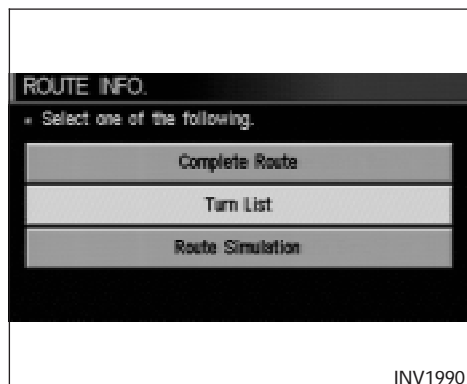 ROUTE INFO.
Select one of the following.
Complete Route
Turn List
Route Simulation
INV1990